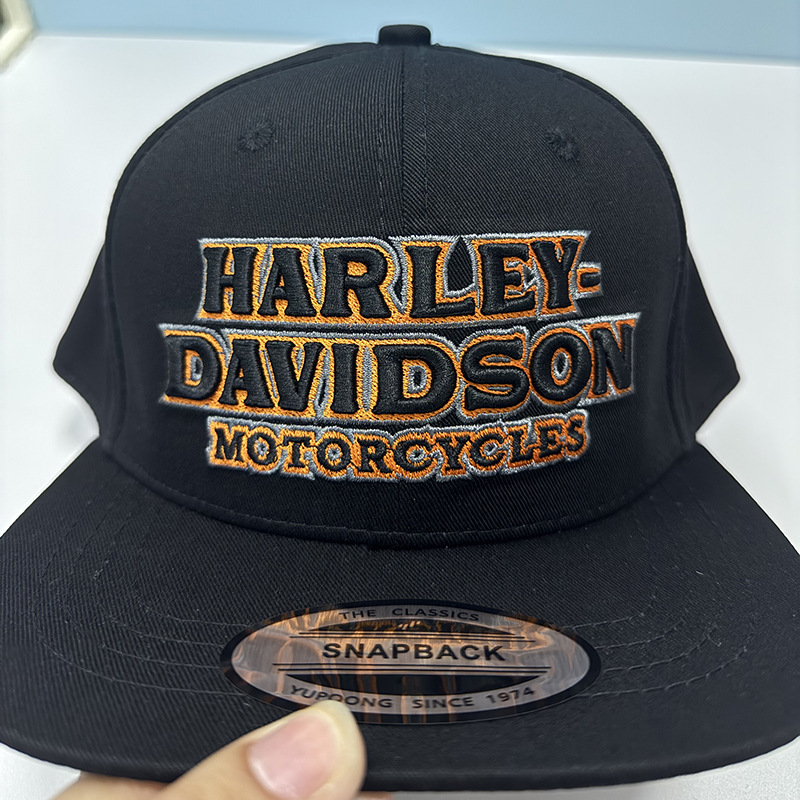 HARLEY-
DAVIDSON
MOTORCYCLES
THE CLASSICS
SNAPBACK
YUPOONG SINCE 1974